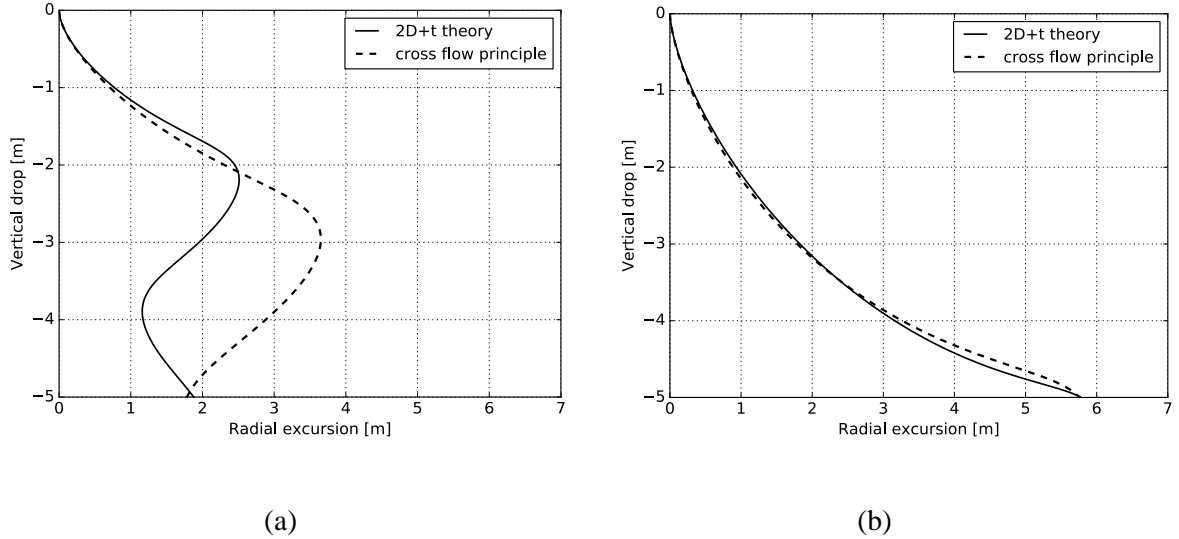 0
−1
−2
−3
−4
−5
Vertical drop [m]
0 1 2 3 4 5 6 7
Radial excursion [m]
2D+t theory
cross flow principle
(a)
0
−1
−2
−3
−4
−5
Vertical drop [m]
0 1 2 3 4 5 6 7
Radial excursion [m]
2D+t theory
cross flow principle
(b)